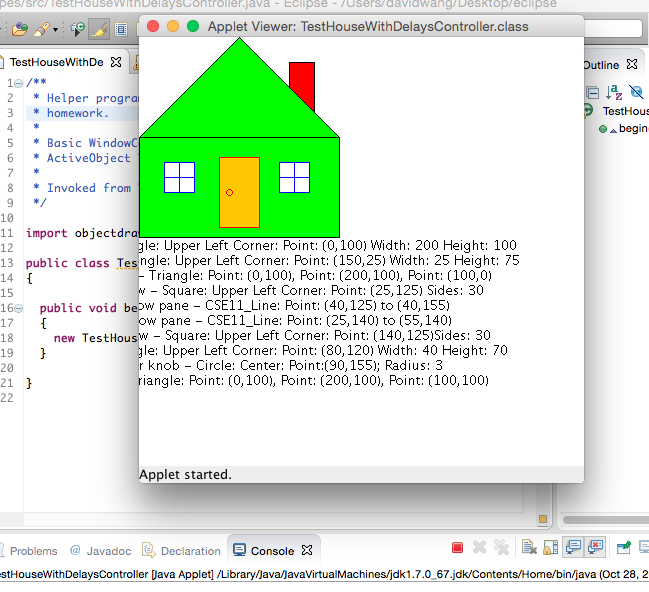 pes/src/TestHouseWithDelaysController.java - Eclipse - /Users/davidwang/Desktop/eclipse
Applet Viewer: TestHouseWithDelaysController.class
TestHouseWithDe
Outline
1 /**
2 * Helper progra
3 * homework.
4 *
5 * Basic WindowC
6 * ActiveObject
7 *
8 * Invoked from
9 */
10
11 import objectdra
12
13 public class Tes
14 {
15
16 public void be
17 {
18 new TestHous
19 }
20
21 }
22
TestHous
begin
gle: Upper Left Corner: Point: (0,100) Width: 200 Height: 100
ngle: Upper Left Corner: Point: (150,25) Width: 25 Height: 75
– Triangle: Point: (0,100), Point: (200,100), Point: (100,0)
w – Square: Upper Left Corner: Point: (25,125) Sides: 30
ow pane – CSE11_Line: Point: (40,125) to (40,155)
ow pane – CSE11_Line: Point: (25,140) to (55,140)
w – Square: Upper Left Corner: Point: (140,125)Sides: 30
gle: Upper Left Corner: Point: (80,120) Width: 40 Height: 70
r knob – Circle: Center: Point:(90,155); Radius: 3
riangle: Point: (0,100), Point: (200,100), Point: (100,100)
Applet started.
Problems @ Javadoc Declaration Console
estHouseWithDelaysController [Java Applet] /Library/Java/JavaVirtualMachines/jdk1.7.0_67.jdk/Contents/Home/bin/java (Oct 28, 2